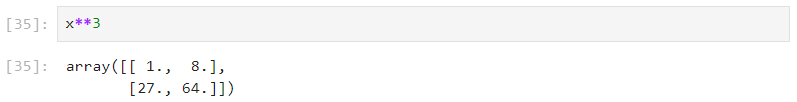 [35]: x**3
[35]: array([[ 1.,  8.],
       [27., 64.]])